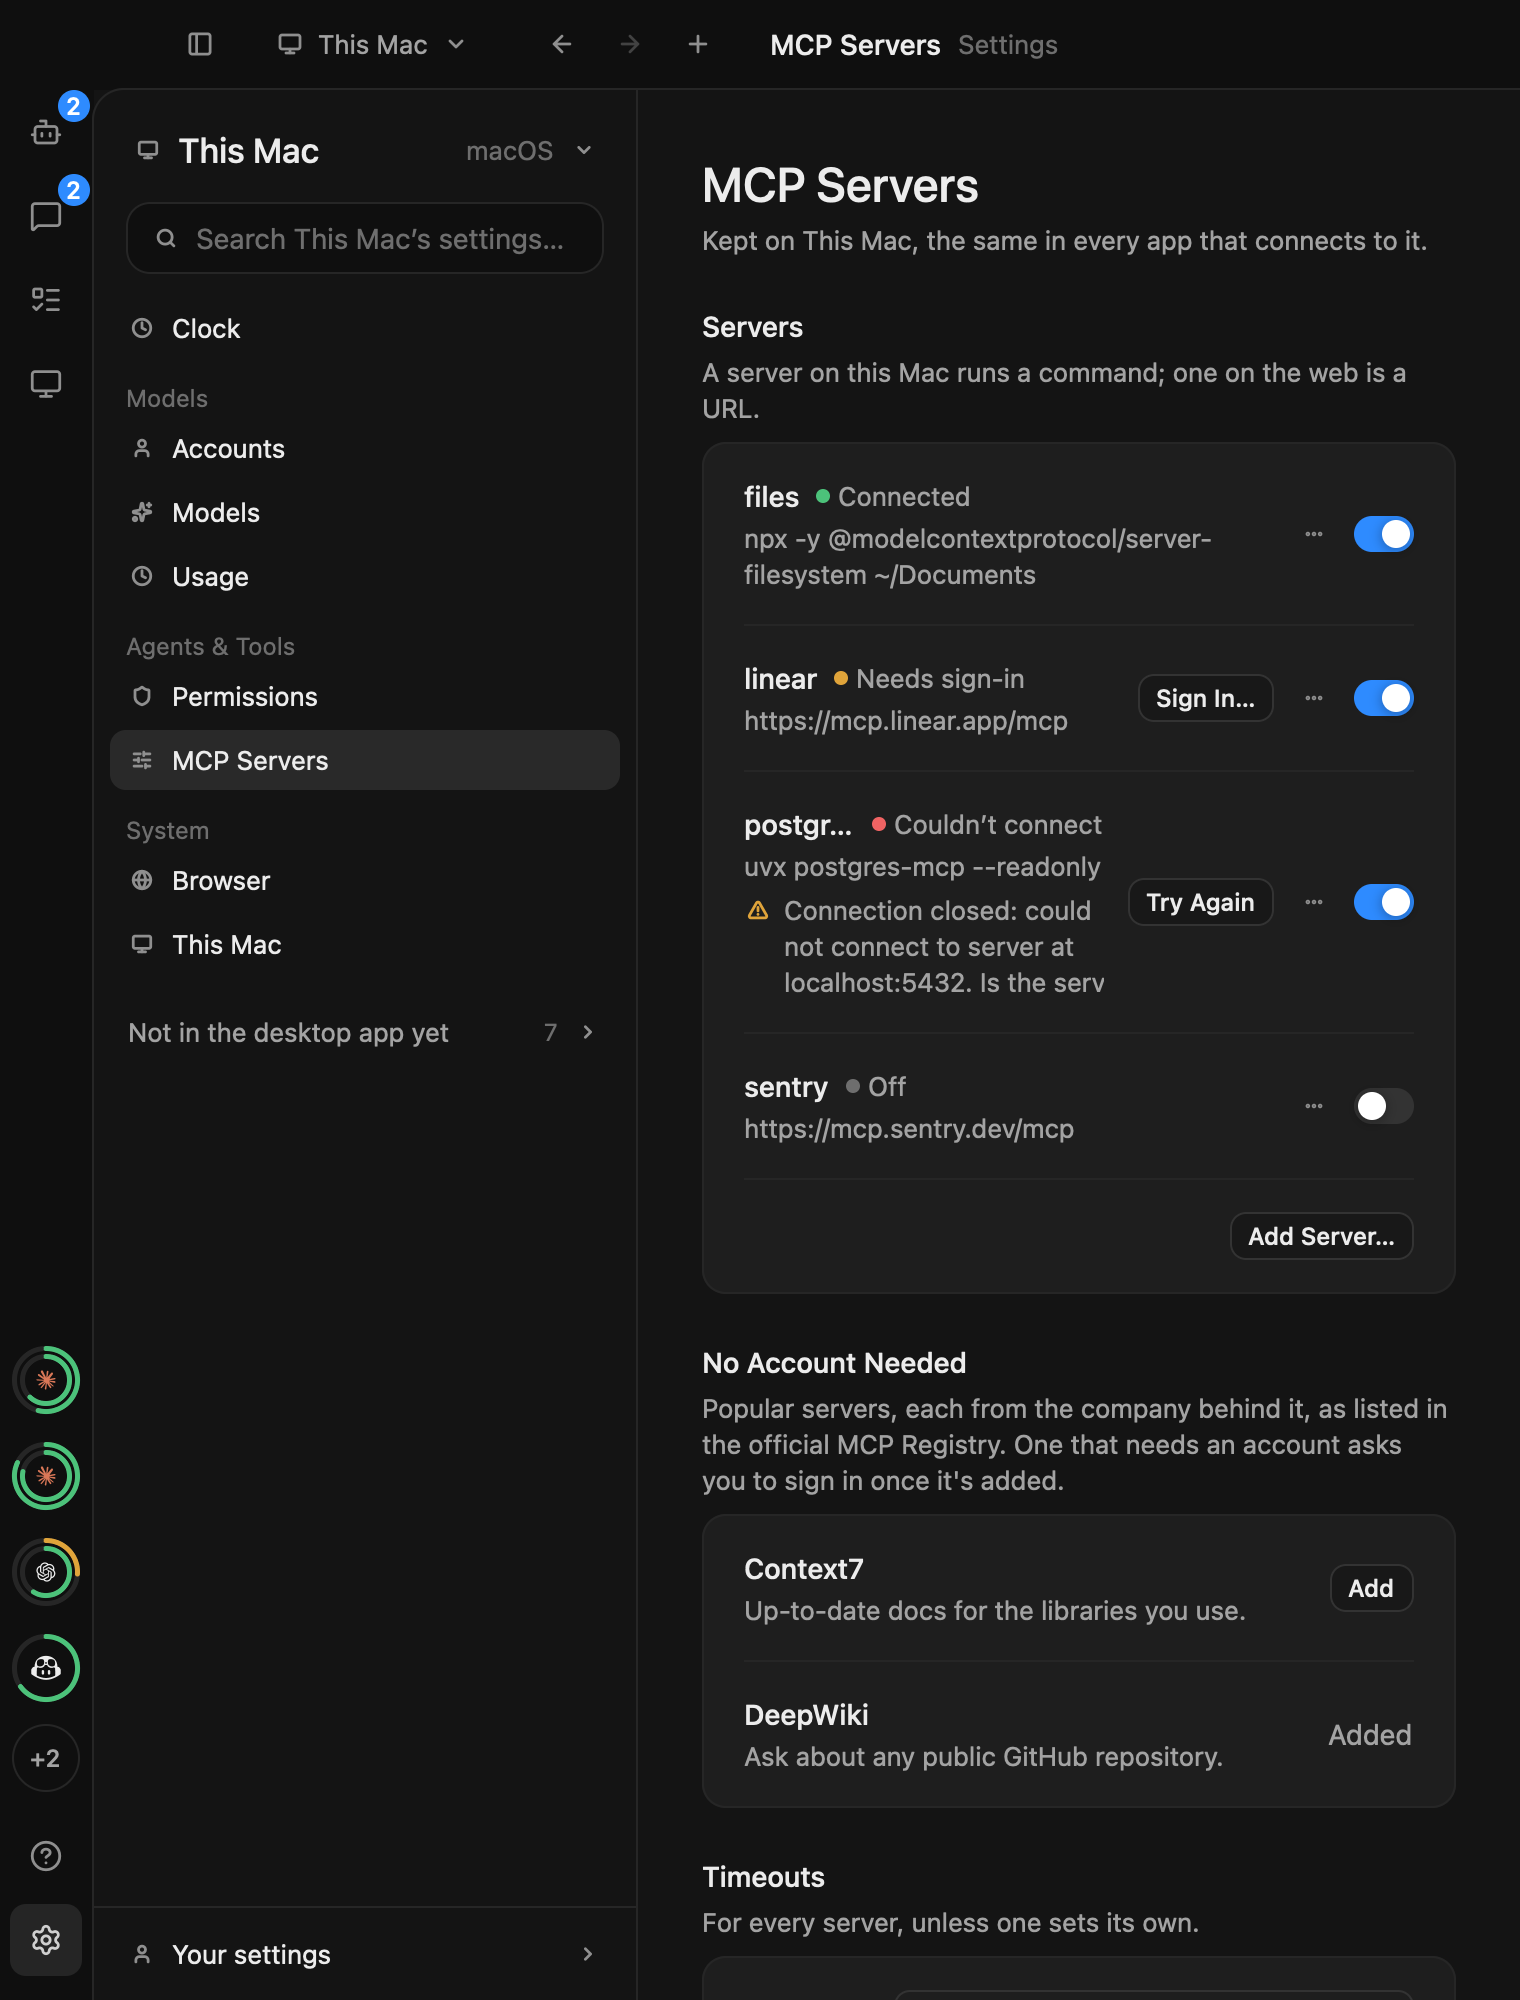 This Mac
MCP Servers Settings
2
2
This Mac
macOS
Search This Mac’s settings...
Clock
Models
Accounts
Models
Usage
Agents & Tools
Permissions
MCP Servers
System
Browser
This Mac
Not in the desktop app yet 7
+2
Your settings
MCP Servers
Kept on This Mac, the same in every app that connects to it.
Servers
A server on this Mac runs a command; one on the web is a
URL.
files Connected
npx -y @modelcontextprotocol/server-
filesystem ~/Documents
linear Needs sign-in
https://mcp.linear.app/mcp
Sign In...
postgr... Couldn’t connect
uvx postgres-mcp --readonly
Connection closed: could
not connect to server at
localhost:5432. Is the serv
Try Again
sentry Off
https://mcp.sentry.dev/mcp
Add Server...
No Account Needed
Popular servers, each from the company behind it, as listed in
the official MCP Registry. One that needs an account asks
you to sign in once it's added.
Context7
Up-to-date docs for the libraries you use.
Add
DeepWiki
Ask about any public GitHub repository.
Added
Timeouts
For every server, unless one sets its own.